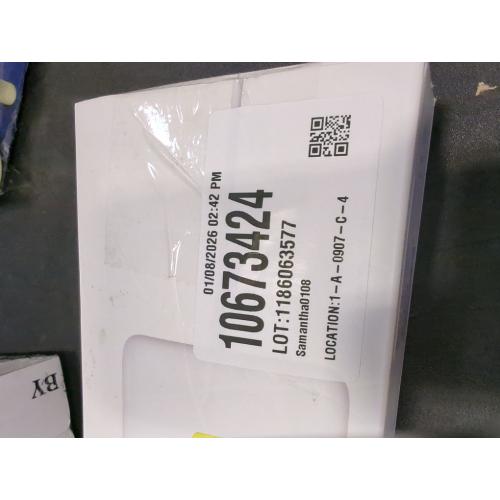 01/08/2026 02:42 PM
10673424
LOT:1186063577
Samantha0108
LOCATION:1-A-0907-C-4
BY